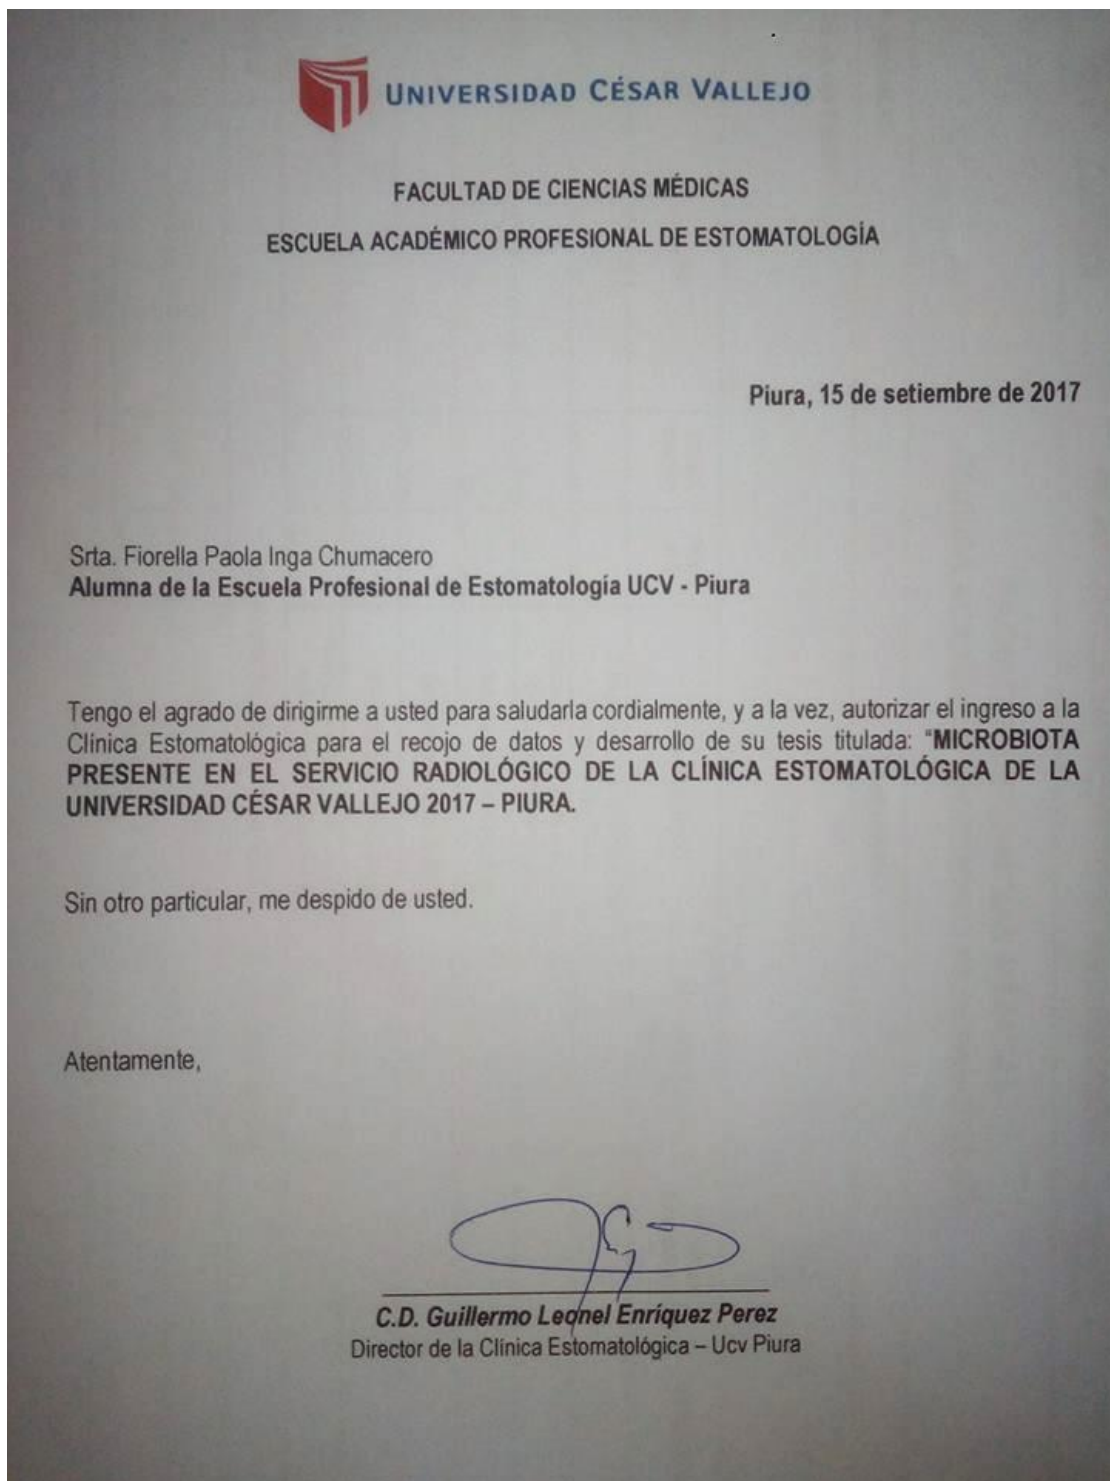 UNIVERSIDAD CÉSAR VALLEJO
FACULTAD DE CIENCIAS MÉDICAS
ESCUELA ACADÉMICO PROFESIONAL DE ESTOMATOLOGÍA
Piura, 15 de setiembre de 2017
Srta. Fiorella Paola Inga Chumacero
Alumna de la Escuela Profesional de Estomatología UCV - Piura
Tengo el agrado de dirigirme a usted para saludarla cordialmente, y a la vez, autorizar el ingreso a la
Clínica Estomatológica para el recojo de datos y desarrollo de su tesis titulada: “MICROBIOTA
PRESENTE EN EL SERVICIO RADIOLÓGICO DE LA CLÍNICA ESTOMATOLÓGICA DE LA
UNIVERSIDAD CÉSAR VALLEJO 2017 – PIURA.
Sin otro particular, me despido de usted.
Atentamente,
C.D. Guillermo Leonel Enríquez Perez
Director de la Clínica Estomatológica – Ucv Piura